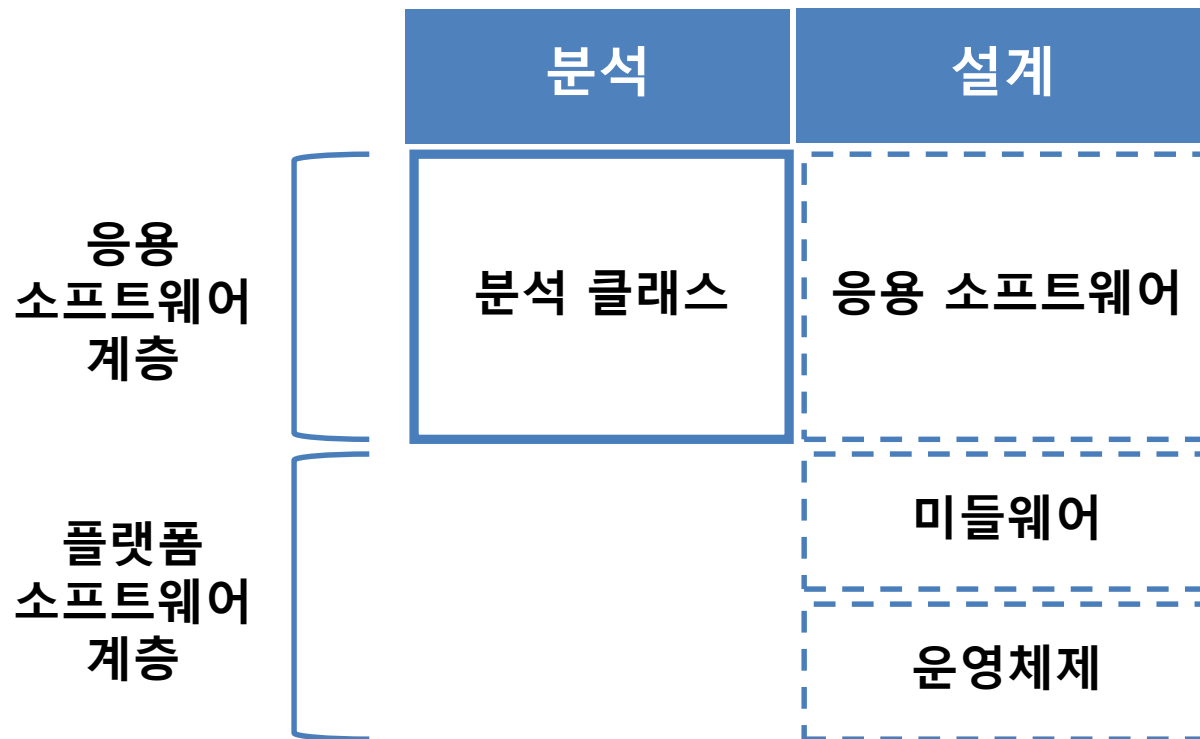 분석
설계
응용
소프트웨어
계층
분석 클래스
응용 소프트웨어
플랫폼
소프트웨어
계층
미들웨어
운영체제